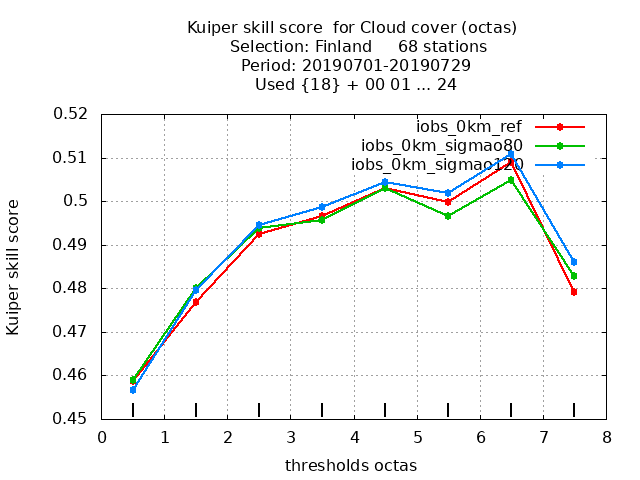 Kuiper skill score  for Cloud cover (octas)
Selection: Finland     68 stations
Period: 20190701-20190729
Used {18} + 00 01 ... 24
iobs_0km_ref
iobs_0km_sigmao80
iobs_0km_sigmao120
0.52
0.51
0.5
0.49
0.48
0.47
0.46
0.45
Kuiper skill score
0 1 2 3 4 5 6 7 8
thresholds octas